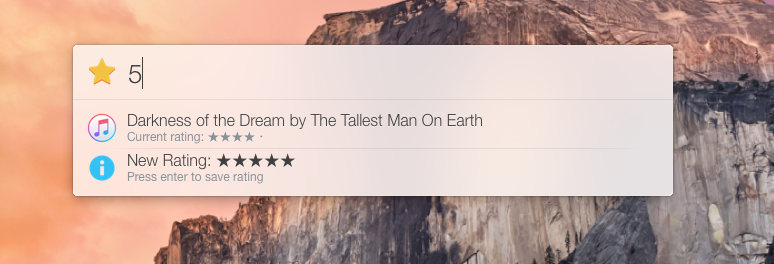 5
Darkness of the Dream by The Tallest Man On Earth
Current rating: ★★★★ ·
New Rating: ★★★★★
Press enter to save rating